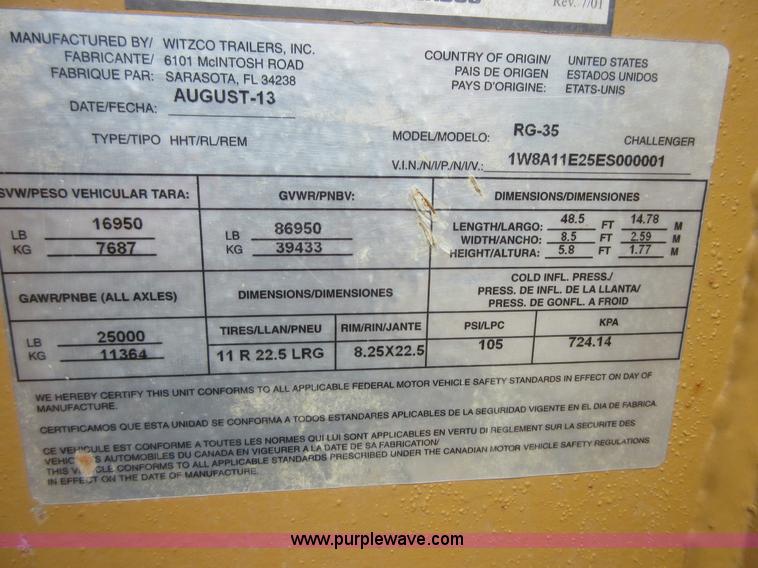 Rev. 7/01
MANUFACTURED BY/ WITZCO TRAILERS, INC.
FABRICANTE/ 6101 McINTOSH ROAD
FABRIQUE PAR: SARASOTA, FL 34238
COUNTRY OF ORIGIN/ UNITED STATES
PAIS DE ORIGEN ESTADOS UNIDOS
PAYS D'ORIGINE: ETATS-UNIS
DATE/FECHA: AUGUST-13
TYPE/TIPO HHT/RL/REM
MODEL/MODELO: RG-35 CHALLENGER
V.I.N./N/I/P./N/I/V.: 1W8A11E25ES000001
SVW/PESO VEHICULAR TARA:
LB 16950
KG 7687
GVWR/PNBV:
LB 86950
KG 39433
DIMENSIONS/DIMENSIONES
LENGTH/LARGO: 48.5 FT 14.78 M
WIDTH/ANCHO: 8.5 FT 2.59 M
HEIGHT/ALTURA: 5.8 FT 1.77 M
GAWR/PNBE (ALL AXLES)
LB 25000
KG 11364
DIMENSIONS/DIMENSIONES
TIRES/LLAN/PNEU RIM/RIN/JANTE
11 R 22.5 LRG 8.25X22.5
COLD INFL. PRESS./
PRESS. DE INFL. DE LA LLANTA/
PRESS. DE GONFL. A FROID
PSI/LPC KPA
105 724.14
WE HEREBY CERTIFY THIS UNIT CONFORMS TO ALL APPLICABLE FEDERAL MOTOR VEHICLE SAFETY STANDARDS IN EFFECT ON DAY OF
MANUFACTURE.
CERTIFICAMOS QUE ESTA UNIDAD SE CONFORMA A TODOS ESTANDARES APLICABLES DE LA SEGURIDAD VIGENTE EN EL DIA DE FABRICA.
CE VEHICULE EST CONFORME A TOUTES LES NORMES QUI LUI SONT APPLICABLES EN VERTU DI REGLEMENT SUR LA SECURITE DES
VEHIC S AUTOMOBILES DU CANADA EN VIGEURER A LA DATE DE SA FABRICATION/
THIS V CLE CONFORMS TO ALL APPLICABLE STANDARDS PRESCRIBED UNDER THE CANADIAN MOTOR VEHICLE SAFETY REGULATIONS
IN EFFECT ON THE DATE OF MANUFACTURE.
www.purplewave.com